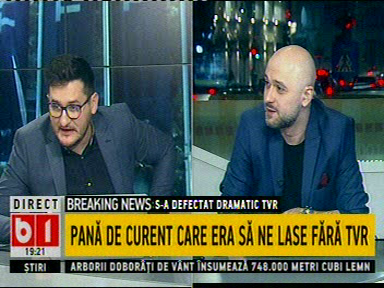 DIRECT
BREAKING NEWS S-A DEFECTAT DRAMATIC TVR
b1
19:21
PANĂ DE CURENT CARE ERA SĂ NE LASE FĂRĂ TVR
ȘTIRI
ARBORII DOBORÂȚI DE VÂNT ÎNSUMEAZĂ 748.000 METRI CUBI LEMN